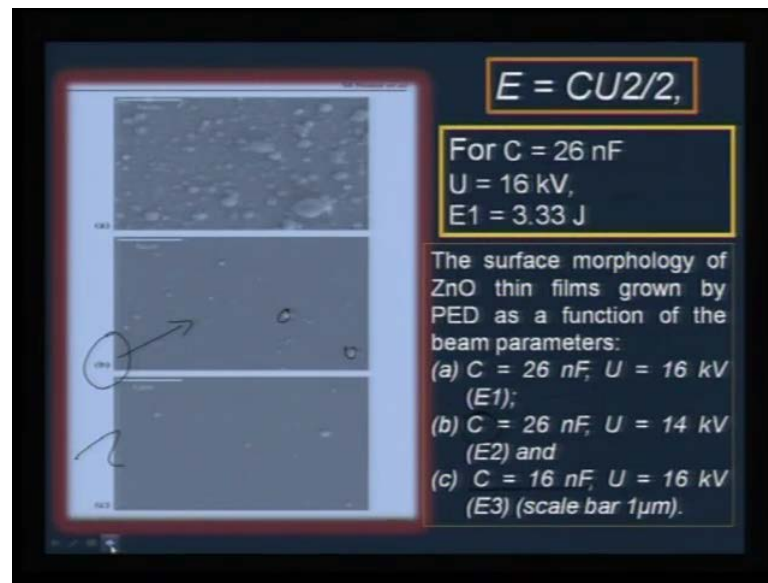 E = CU2/2,
For C = 26 nF
U = 16 kV,
E1 = 3.33 J
The surface morphology of
ZnO thin films grown by
PED as a function of the
beam parameters:
(a) C = 26 nF, U = 16 kV
(E1);
(b) C = 26 nF, U = 14 kV
(E2) and
(c) C = 16 nF, U = 16 kV
(E3) (scale bar 1µm).